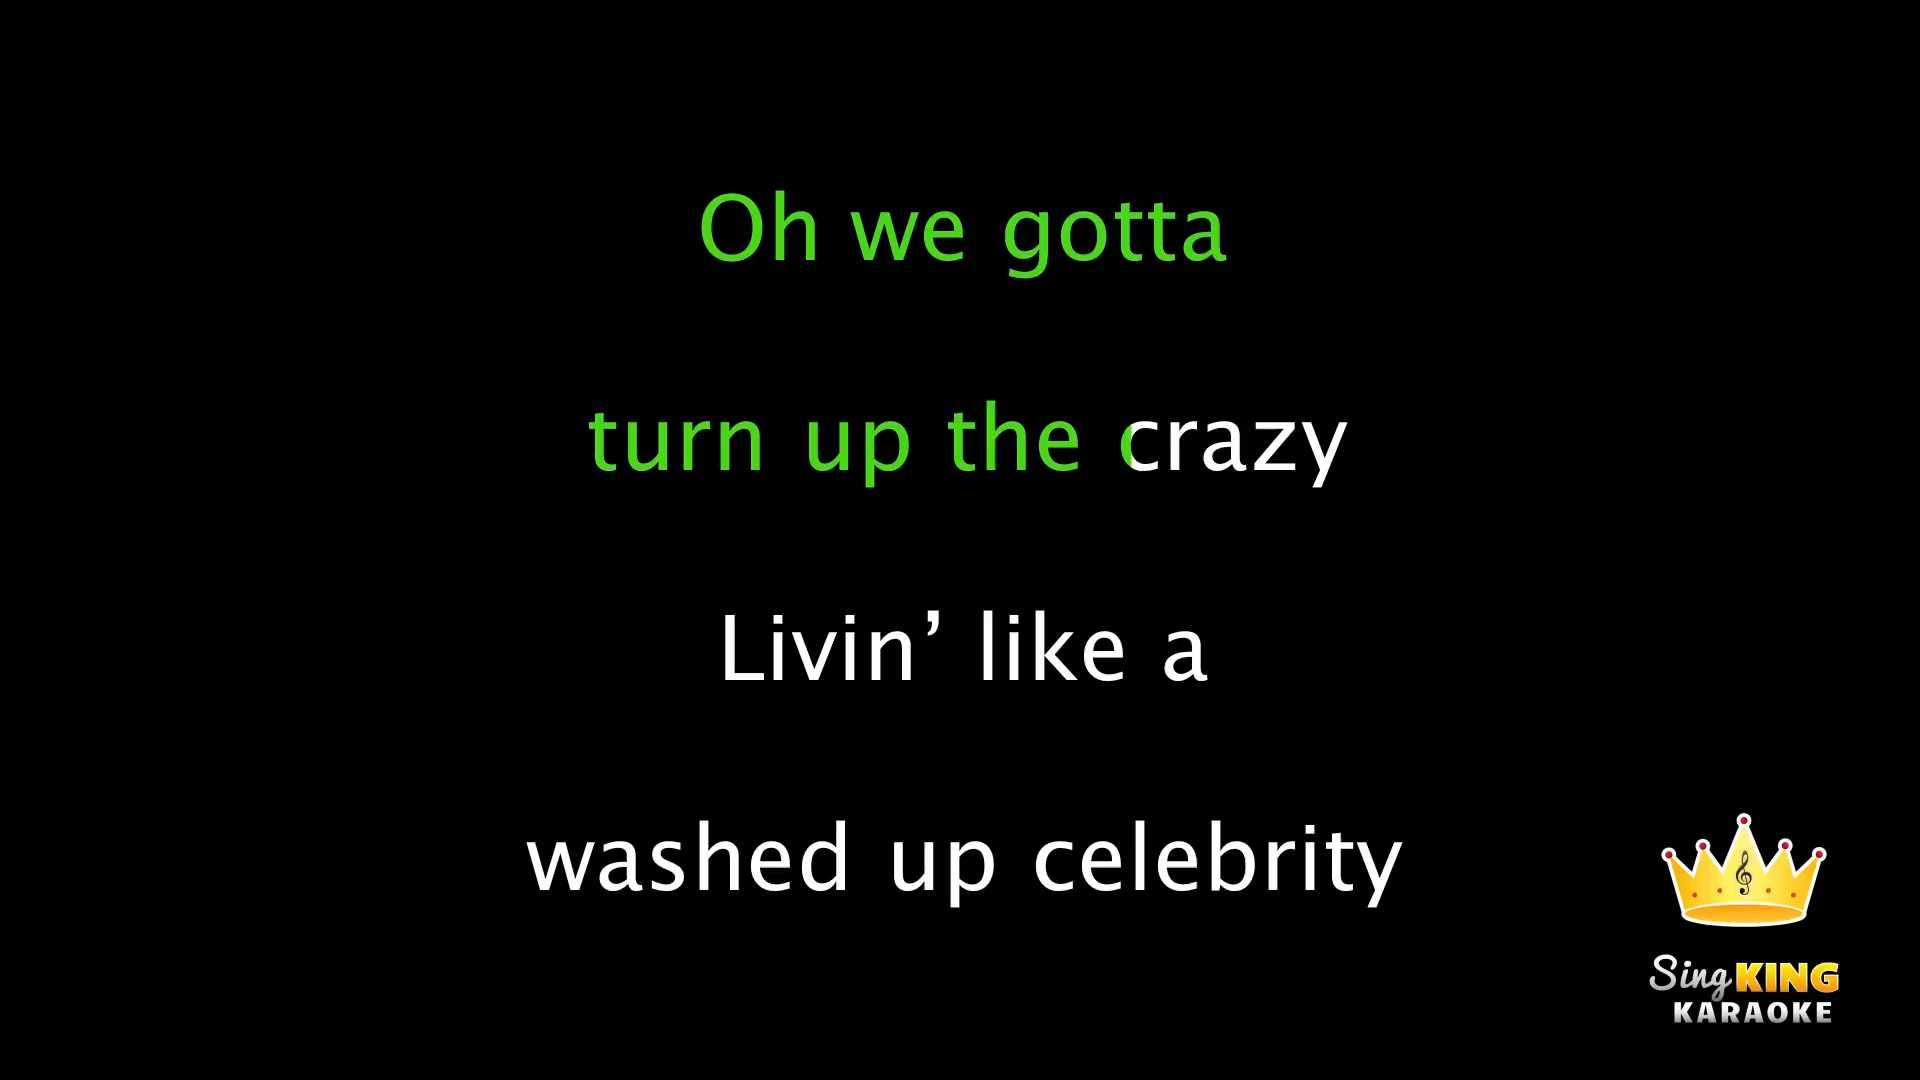 Oh we gotta
turn up the crazy
Livin’ like a
washed up celebrity
Sing KING
KARAOKE